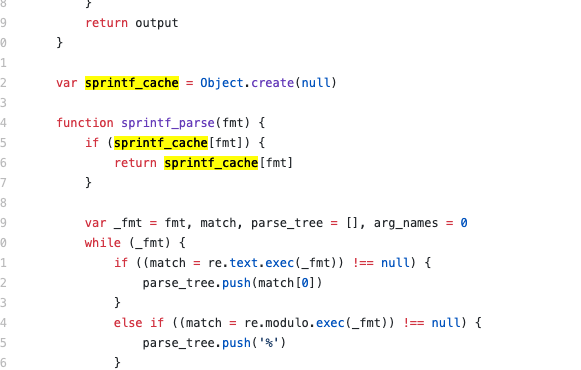 8 }
9 return output
0 }
1
2 var sprintf_cache = Object.create(null)
3
4 function sprintf_parse(fmt) {
5 if (sprintf_cache[fmt]) {
6 return sprintf_cache[fmt]
7 }
8
9 var _fmt = fmt, match, parse_tree = [], arg_names = 0
0 while (_fmt) {
1 if ((match = re.text.exec(_fmt)) !== null) {
2 parse_tree.push(match[0])
3 }
4 else if ((match = re.modulo.exec(_fmt)) !== null) {
5 parse_tree.push('%')
6 }